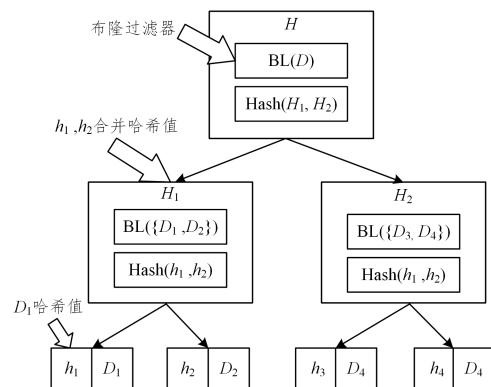 H
布隆过滤器
BL(D)
Hash(H₁, H₂)
h₁ ,h₂合并哈希值
H₁
H₂
BL({D₁ ,D₂})
BL({D₃, D₄})
Hash(h₁ ,h₂)
Hash(h₁ ,h₂)
D₁哈希值
h₁ D₁ h₂ D₂ h₃ D₄ h₄ D₄